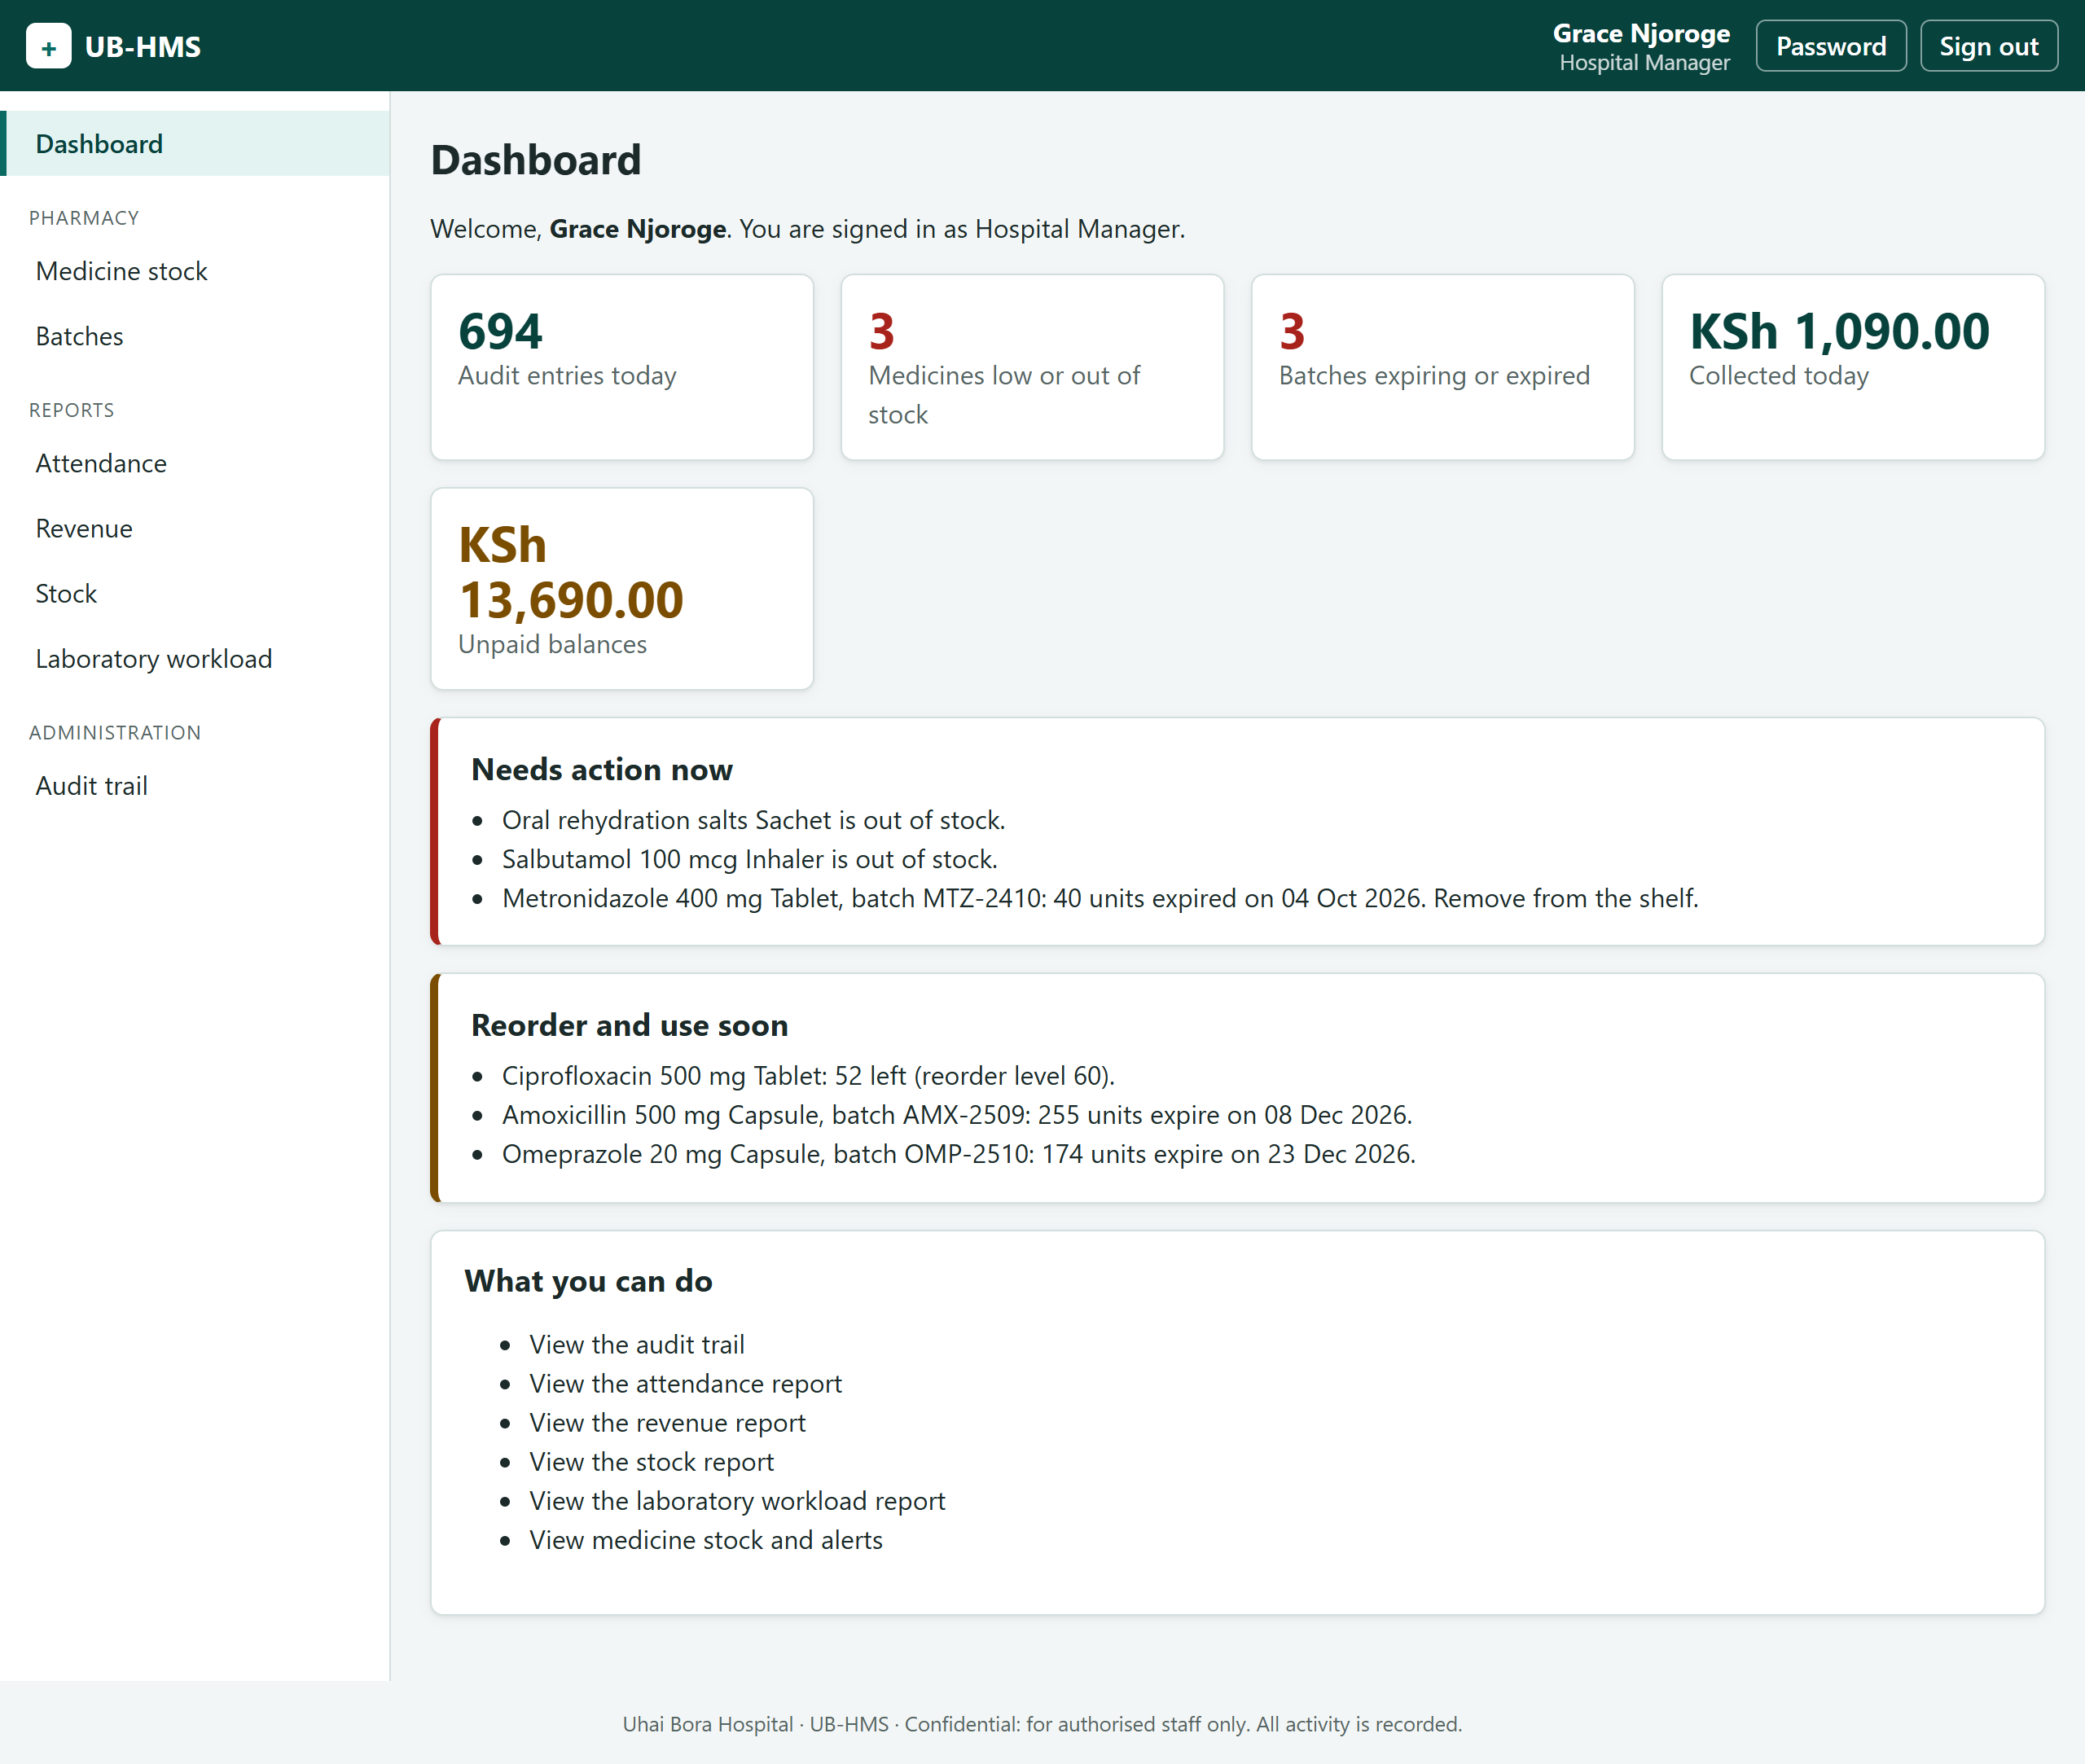 + UB-HMS
Grace Njoroge
Hospital Manager
Password
Sign out
Dashboard
PHARMACY
Medicine stock
Batches
REPORTS
Attendance
Revenue
Stock
Laboratory workload
ADMINISTRATION
Audit trail
Dashboard
Welcome, Grace Njoroge. You are signed in as Hospital Manager.
694
Audit entries today
3
Medicines low or out of
stock
3
Batches expiring or expired
KSh 1,090.00
Collected today
KSh
13,690.00
Unpaid balances
Needs action now
• Oral rehydration salts Sachet is out of stock.
• Salbutamol 100 mcg Inhaler is out of stock.
• Metronidazole 400 mg Tablet, batch MTZ-2410: 40 units expired on 04 Oct 2026. Remove from the shelf.
Reorder and use soon
• Ciprofloxacin 500 mg Tablet: 52 left (reorder level 60).
• Amoxicillin 500 mg Capsule, batch AMX-2509: 255 units expire on 08 Dec 2026.
• Omeprazole 20 mg Capsule, batch OMP-2510: 174 units expire on 23 Dec 2026.
What you can do
• View the audit trail
• View the attendance report
• View the revenue report
• View the stock report
• View the laboratory workload report
• View medicine stock and alerts
Uhai Bora Hospital · UB-HMS · Confidential: for authorised staff only. All activity is recorded.